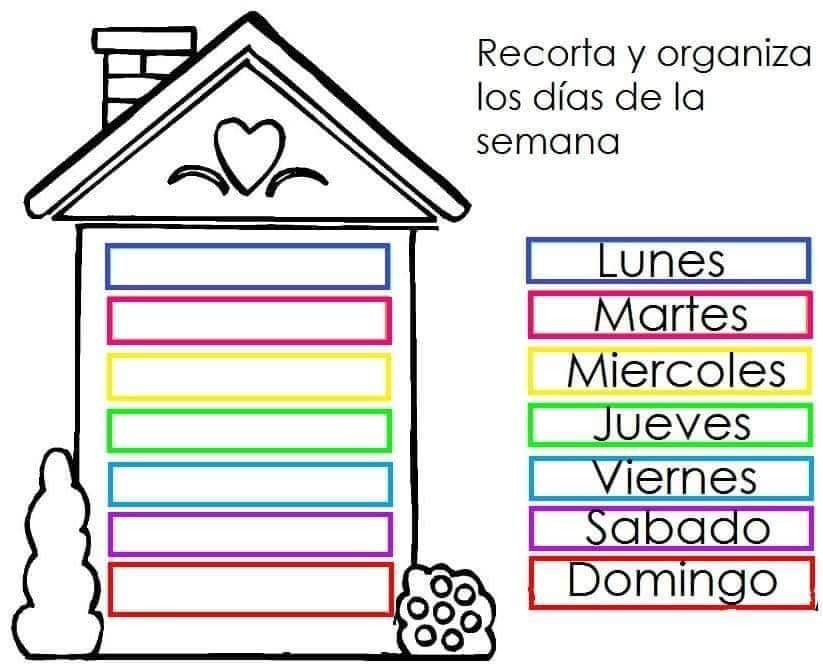 Recorta y organiza
los días de la
semana
Lunes
Martes
Miercoles
Jueves
Viernes
Sabado
Domingo